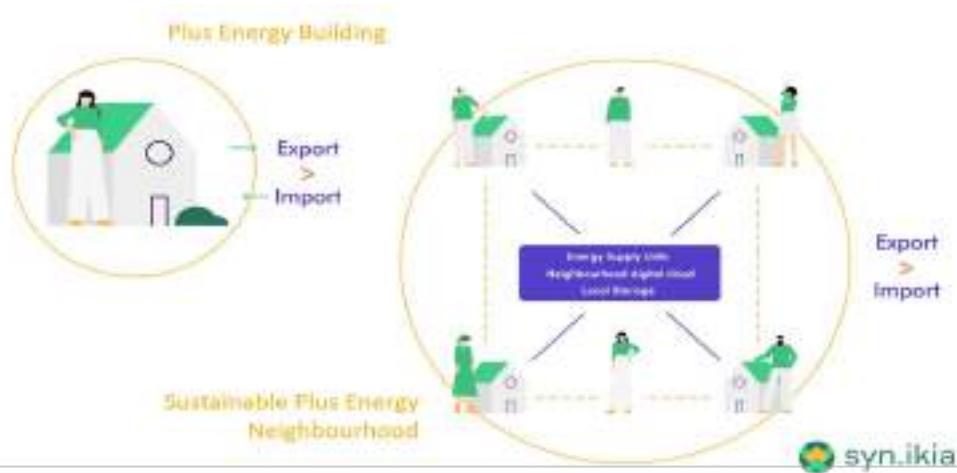 Plus Energy Building
Export
>
Import
Energy Supply Units
Neighbourhood digital cloud
Local Storage
Export
>
Import
Sustainable Plus Energy
Neighbourhood
syn.ikia